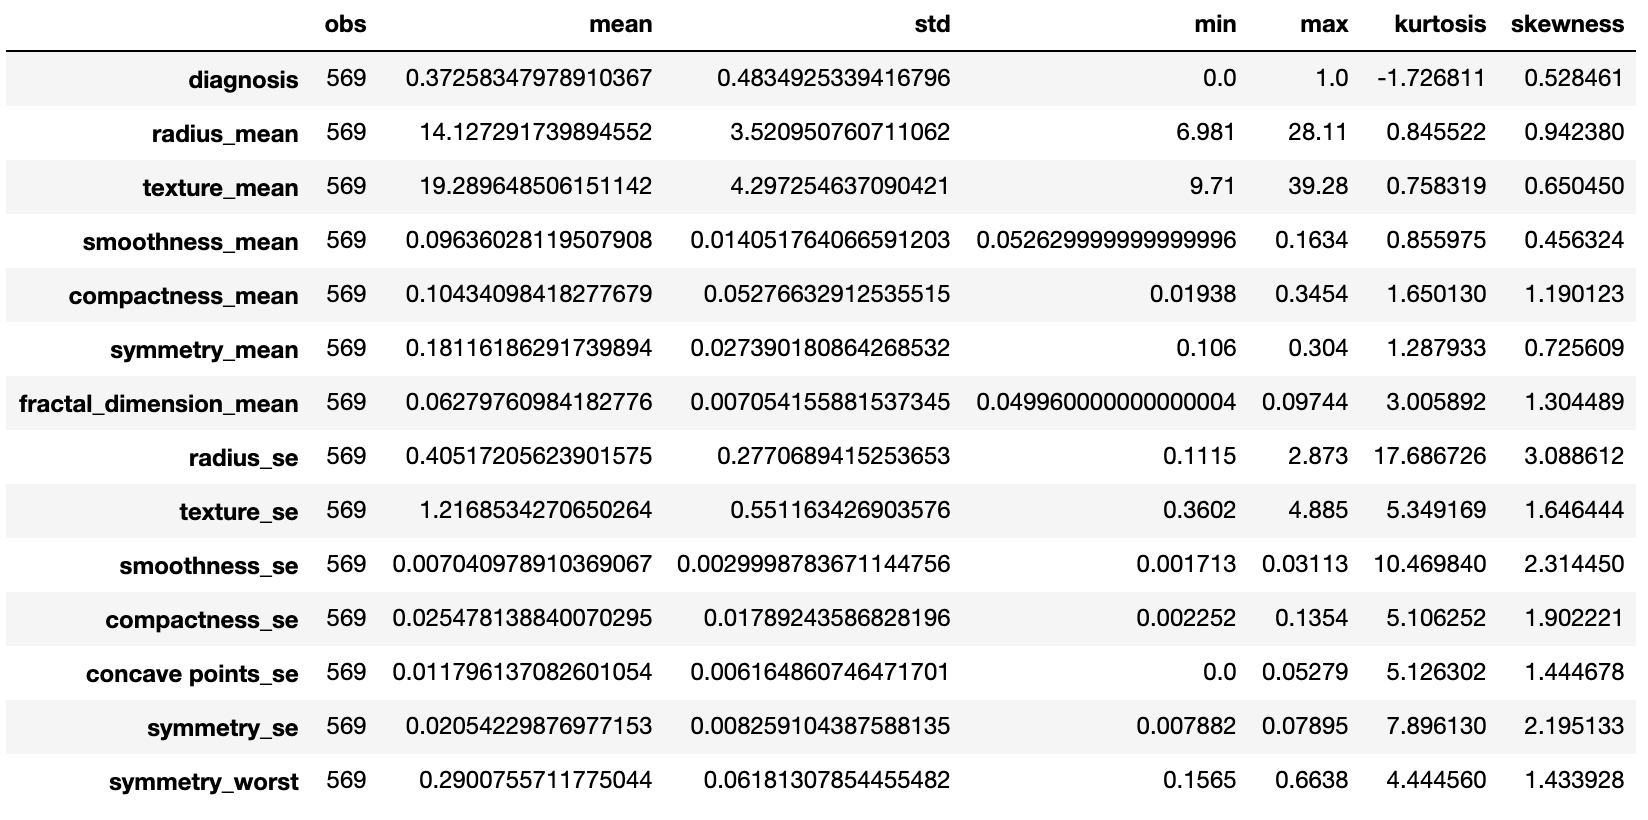 obs mean std min max kurtosis skewness
diagnosis 569 0.37258347978910367 0.4834925339416796 0.0 1.0 -1.726811 0.528461
radius_mean 569 14.127291739894552 3.520950760711062 6.981 28.11 0.845522 0.942380
texture_mean 569 19.289648506151142 4.297254637090421 9.71 39.28 0.758319 0.650450
smoothness_mean 569 0.09636028119507908 0.014051764066591203 0.052629999999999996 0.1634 0.855975 0.456324
compactness_mean 569 0.10434098418277679 0.05276632912535515 0.01938 0.3454 1.650130 1.190123
symmetry_mean 569 0.18116186291739894 0.027390180864268532 0.106 0.304 1.287933 0.725609
fractal_dimension_mean 569 0.06279760984182776 0.007054155881537345 0.049960000000000004 0.09744 3.005892 1.304489
radius_se 569 0.40517205623901575 0.2770689415253653 0.1115 2.873 17.686726 3.088612
texture_se 569 1.2168534270650264 0.551163426903576 0.3602 4.885 5.349169 1.646444
smoothness_se 569 0.007040978910369067 0.0029998783671144756 0.001713 0.03113 10.469840 2.314450
compactness_se 569 0.025478138840070295 0.01789243586828196 0.002252 0.1354 5.106252 1.902221
concave points_se 569 0.011796137082601054 0.006164860746471701 0.0 0.05279 5.126302 1.444678
symmetry_se 569 0.02054229876977153 0.008259104387588135 0.007882 0.07895 7.896130 2.195133
symmetry_worst 569 0.2900755711775044 0.06181307854455482 0.1565 0.6638 4.444560 1.433928